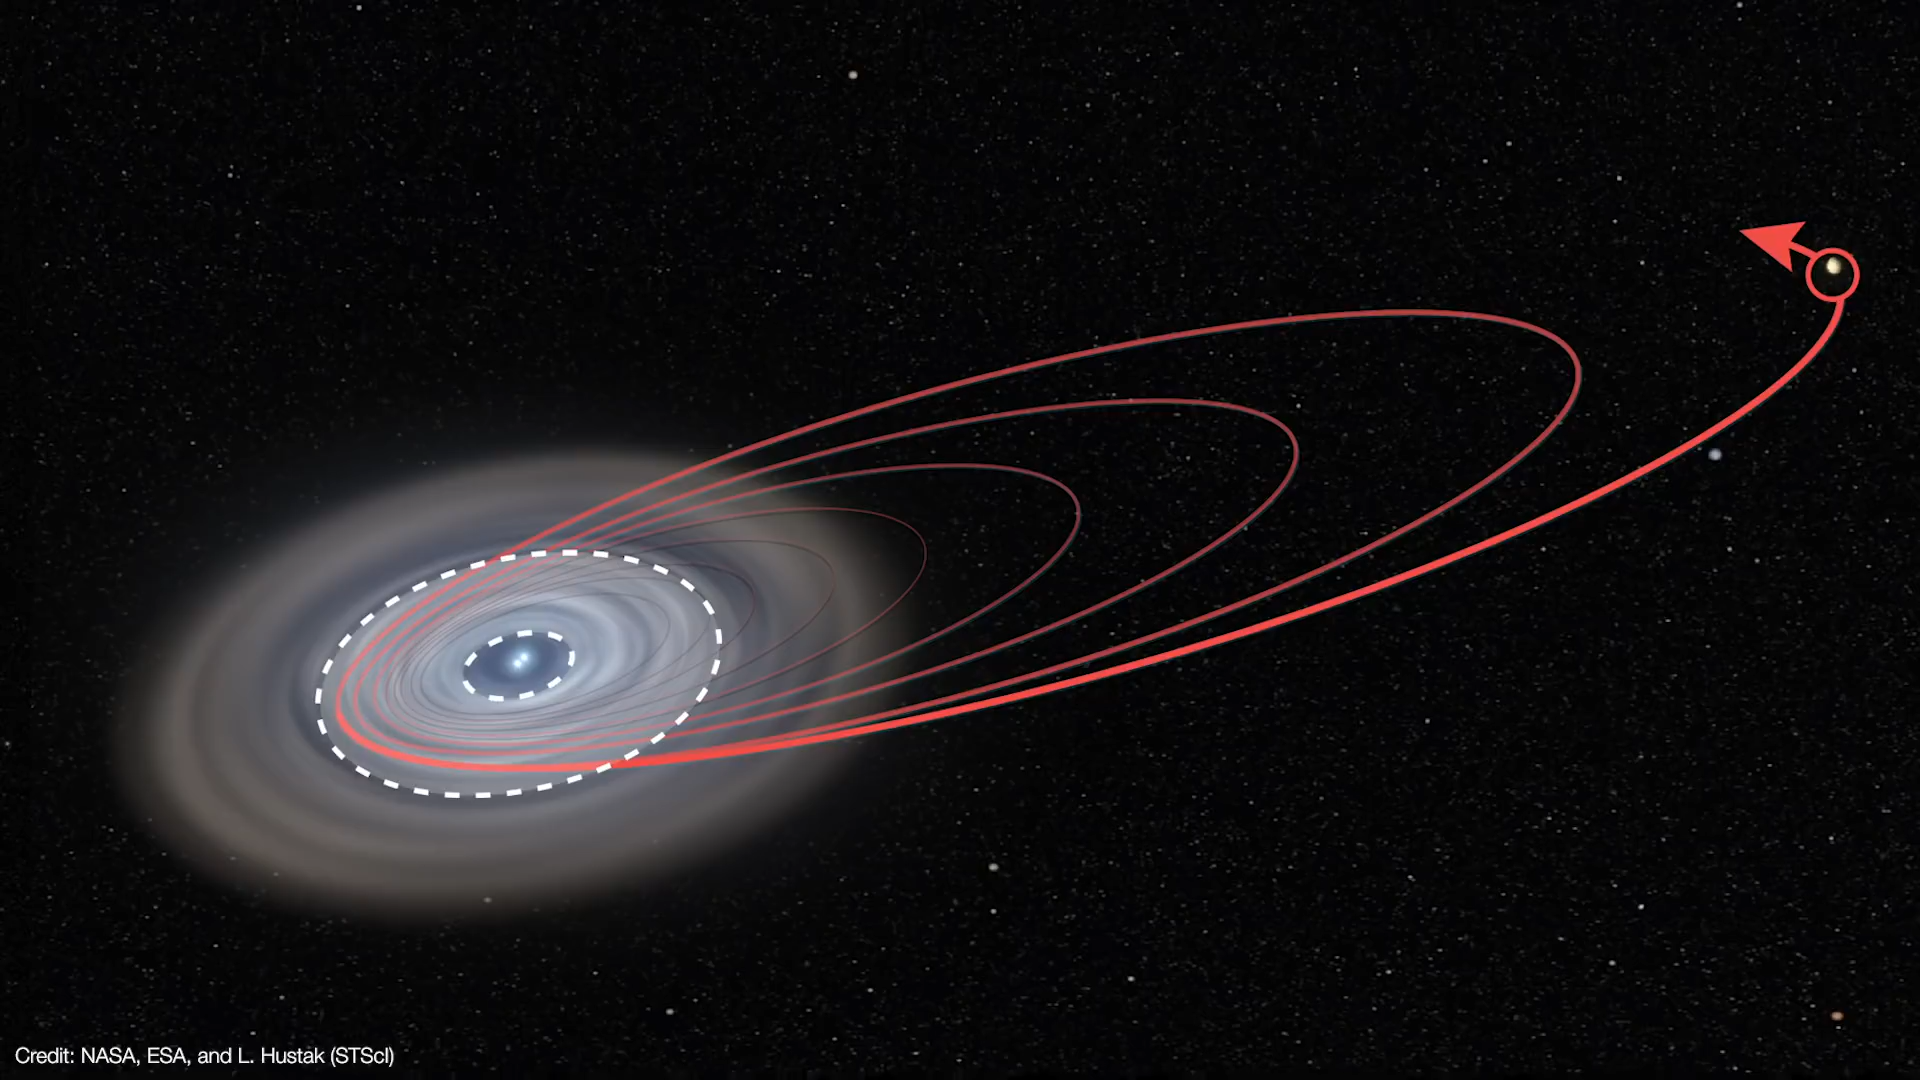 Credit: NASA, ESA, and L. Hustak (STScI)